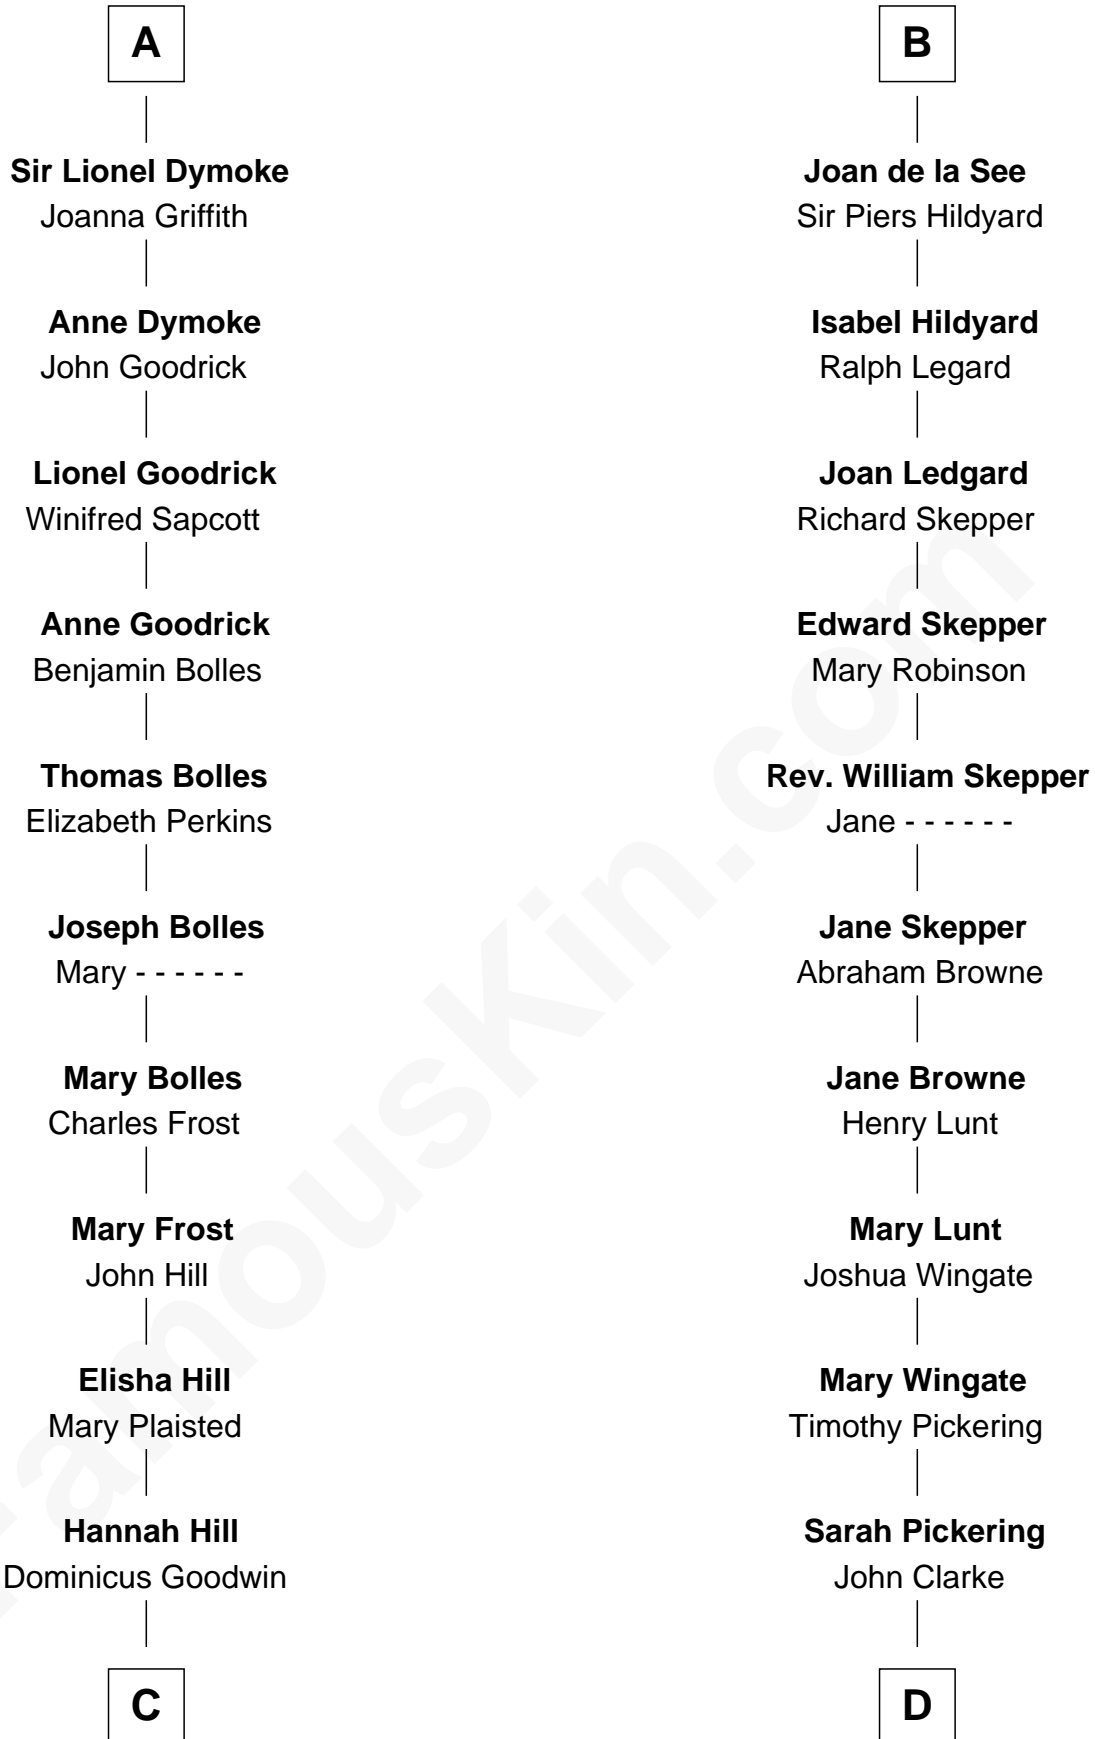 A
Sir Lionel Dymoke
Joanna Griffith
Anne Dymoke
John Goodrick
Lionel Goodrick
Winifred Sapcott
Anne Goodrick
Benjamin Bolles
Thomas Bolles
Elizabeth Perkins
Joseph Bolles
Mary - - - - - -
Mary Bolles
Charles Frost
Mary Frost
John Hill
Elisha Hill
Mary Plaisted
Hannah Hill
Dominicus Goodwin
C
B
Joan de la See
Sir Piers Hildyard
Isabel Hildyard
Ralph Legard
Joan Ledgard
Richard Skepper
Edward Skepper
Mary Robinson
Rev. William Skepper
Jane - - - - - -
Jane Skepper
Abraham Browne
Jane Browne
Henry Lunt
Mary Lunt
Joshua Wingate
Mary Wingate
Timothy Pickering
Sarah Pickering
John Clarke
D
FamousKin.com